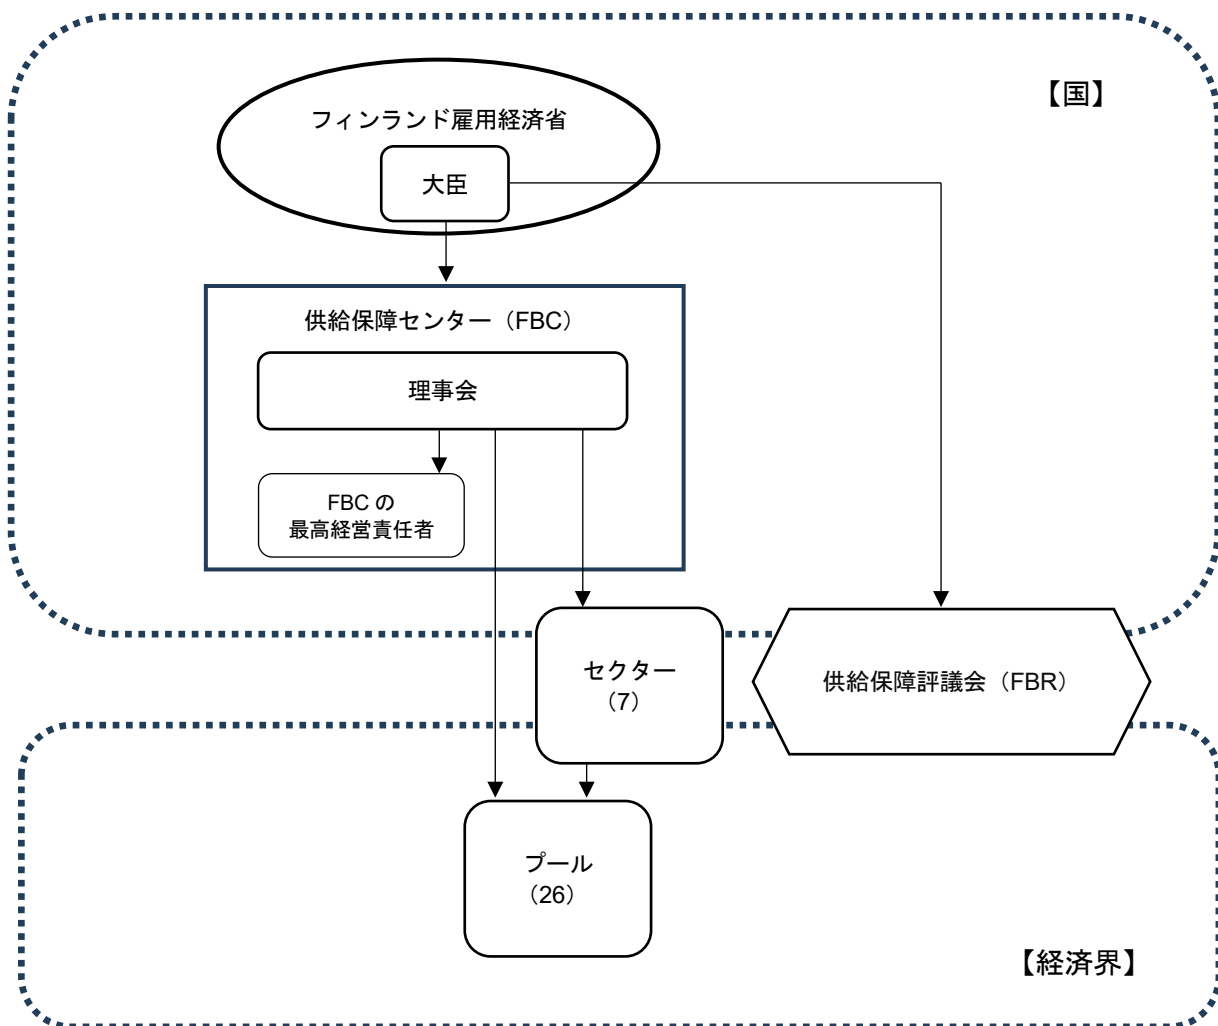 【国】
フィンランド雇用経済省
大臣
供給保障センター（FBC）
理事会
FBC の
最高経営責任者
セクター
（7）
供給保障評議会（FBR）
プール
（26）
【経済界】